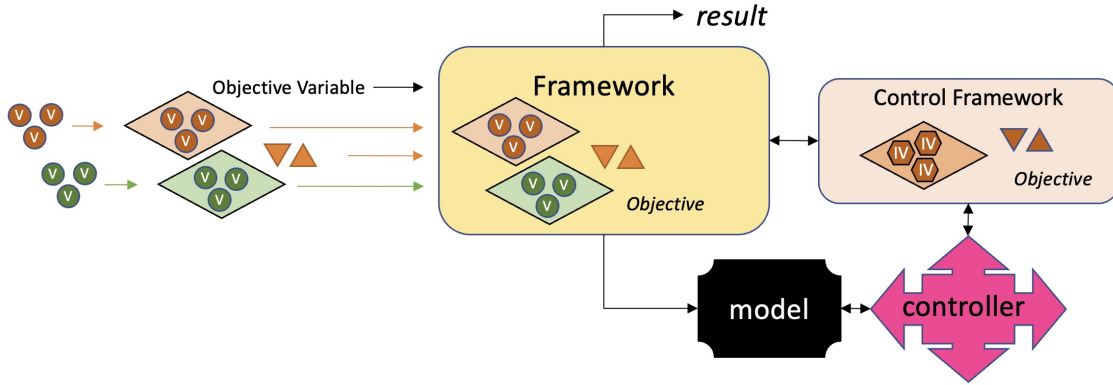 result
Objective Variable
Framework
Control Framework
V V
V
V V
V
V V
V
V V
V
V V
V
V V
V
Objective
IV IV
IV
Objective
model
controller